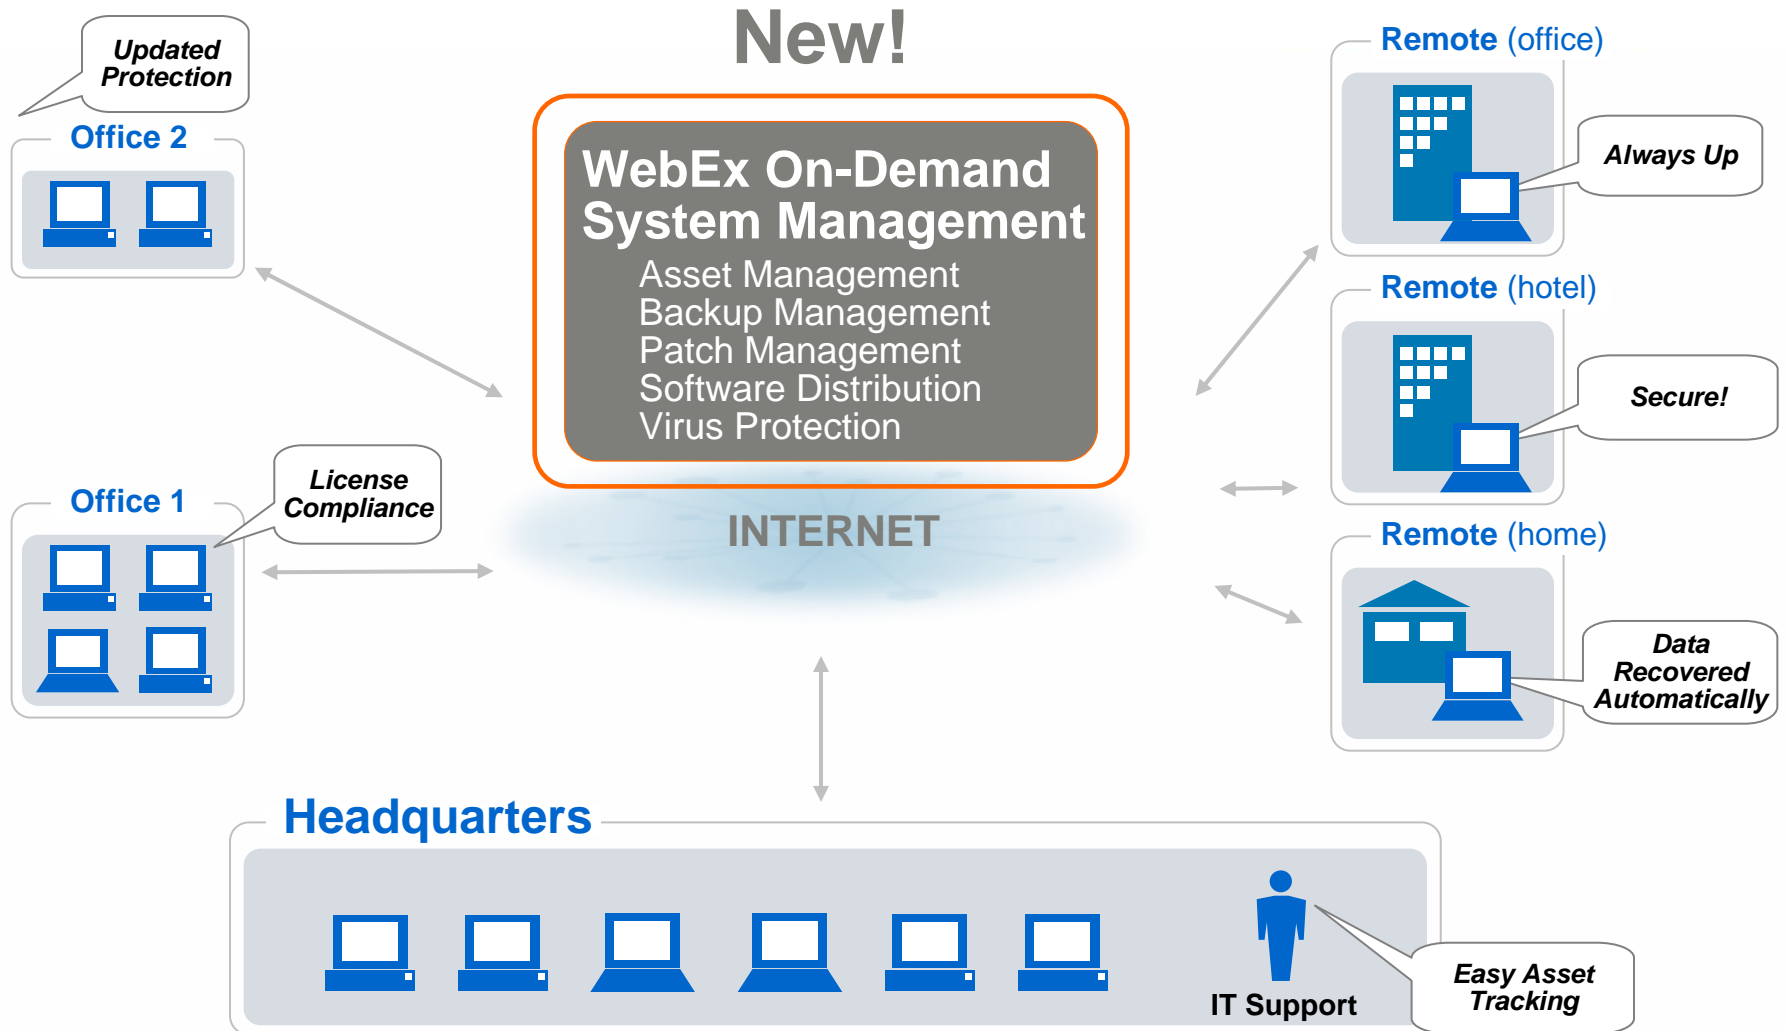 New!
Updated
Protection
Office 2
WebEx On-Demand
System Management
Asset Management
Backup Management
Patch Management
Software Distribution
Virus Protection
INTERNET
License
Compliance
Office 1
Remote (office)
Always Up
Remote (hotel)
Secure!
Remote (home)
Data
Recovered
Automatically
Headquarters
IT Support
Easy Asset
Tracking